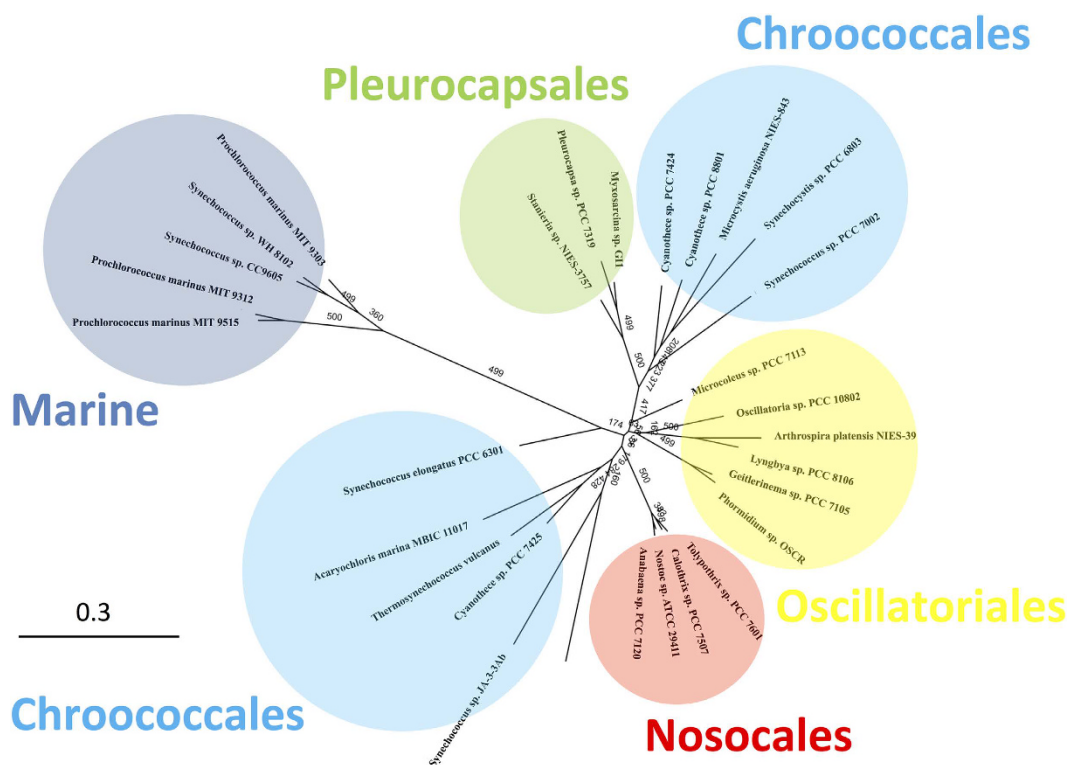 Chroococcales
Pleurocapsales
Prochlorococcus marinus MIT 9303
Synechococcus sp. WH 8102
Synechococcus sp. CC9605
Prochlorococcus marinus MIT 9312
Prochlorococcus marinus MIT 9515
Marine
Stanieria sp. NIES-3757
Pleurocapsa sp. PCC 7319
Myxosarcina sp. GI1
Cyanothece sp. PCC 7424
Cyanothece sp. PCC 8801
Microcystis aeruginosa NIES-843
Synechocystis sp. PCC 6803
Synechococcus sp. PCC 7002
499
360
500
499
499
500
377
417
174
500
499
Microcoleus sp. PCC 7113
Oscillatoria sp. PCC 10802
Arthrospira platensis NIES-39
Lyngbya sp. PCC 8106
Geitlerinema sp. PCC 7105
Phormidium sp. OSCR
Oscillatoriales
Synechococcus elongatus PCC 6301
Acaryochloris marina MBIC 11017
Thermosynechococcus vulcanus
Cyanothece sp. PCC 7425
Synechococcus sp. JA-3-3Ab
428
160
500
Anabaena sp. PCC 7120
Nostoc sp. ATCC 29411
Calothrix sp. PCC 7507
Tolypothrix sp. PCC 7601
0.3
Chroococcales
Nosocales